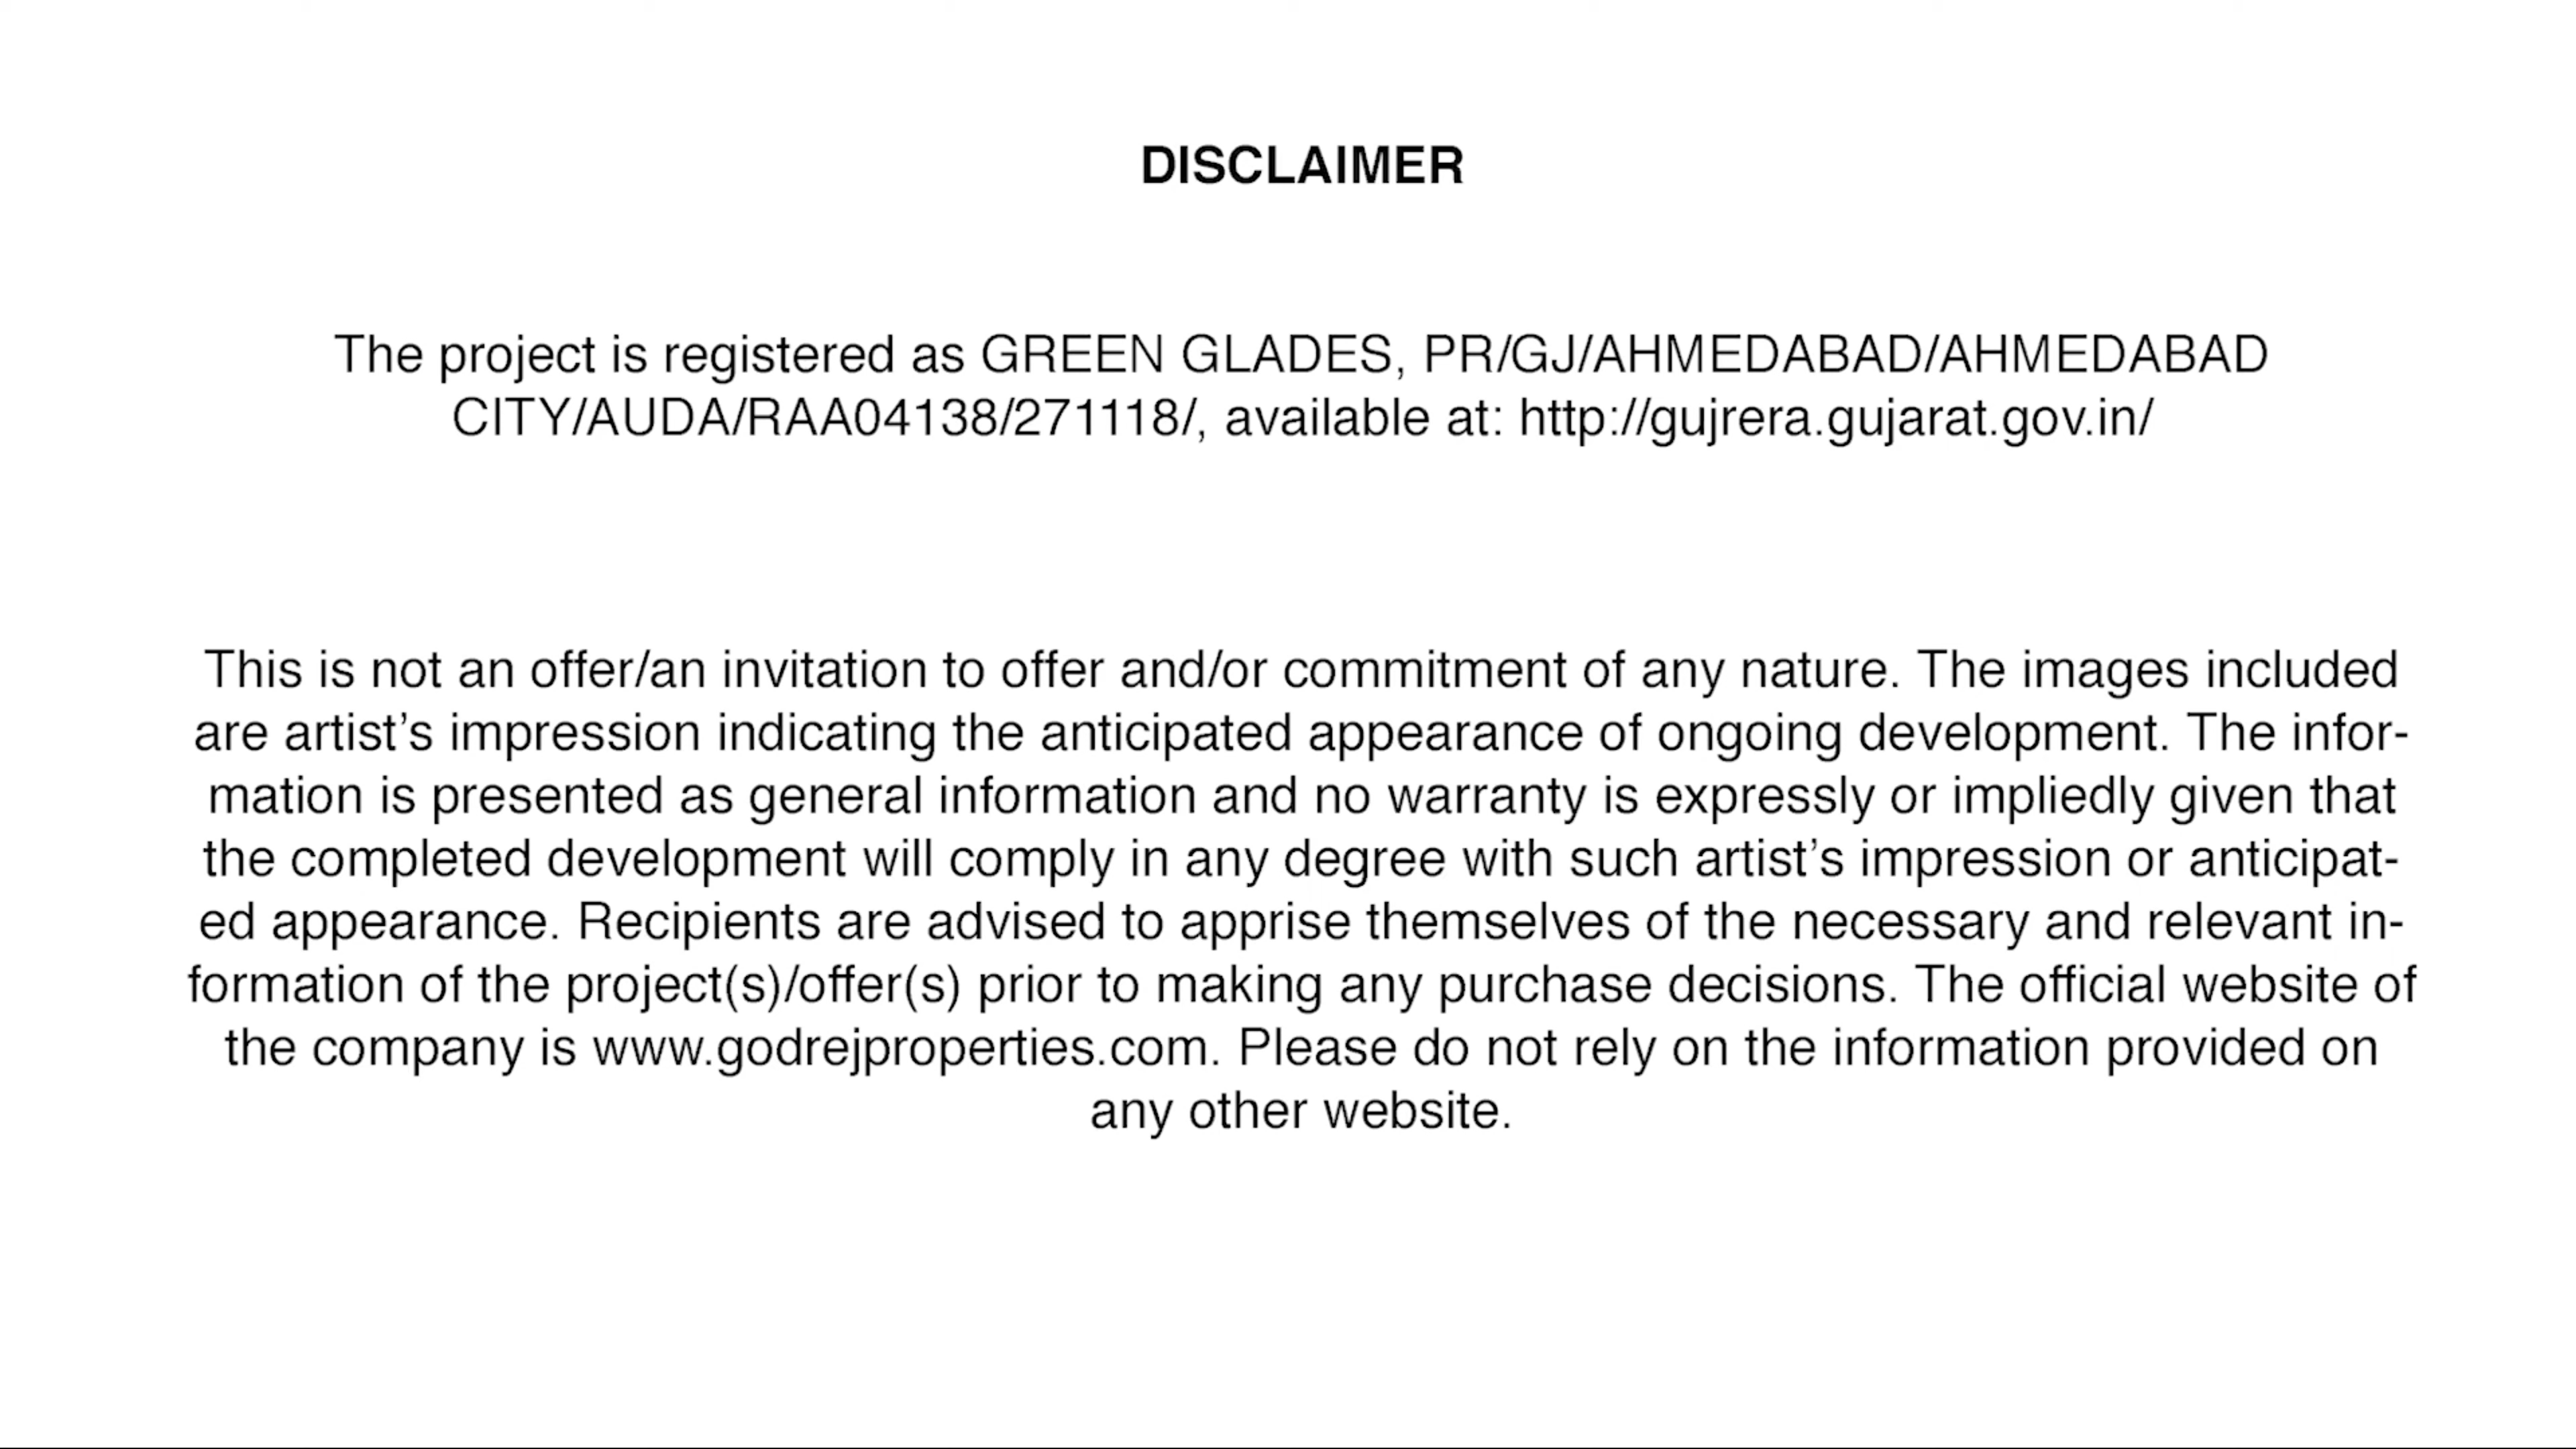 DISCLAIMER
The project is registered as GREEN GLADES, PR/GJ/AHMEDABAD/AHMEDABAD
CITY/AUDA/RAA04138/271118/, available at: http://gujrera.gujarat.gov.in/
This is not an offer/an invitation to offer and/or commitment of any nature. The images included
are artist’s impression indicating the anticipated appearance of ongoing development. The infor-
mation is presented as general information and no warranty is expressly or impliedly given that
the completed development will comply in any degree with such artist’s impression or anticipat-
ed appearance. Recipients are advised to apprise themselves of the necessary and relevant in-
formation of the project(s)/offer(s) prior to making any purchase decisions. The official website of
the company is www.godrejproperties.com. Please do not rely on the information provided on
any other website.